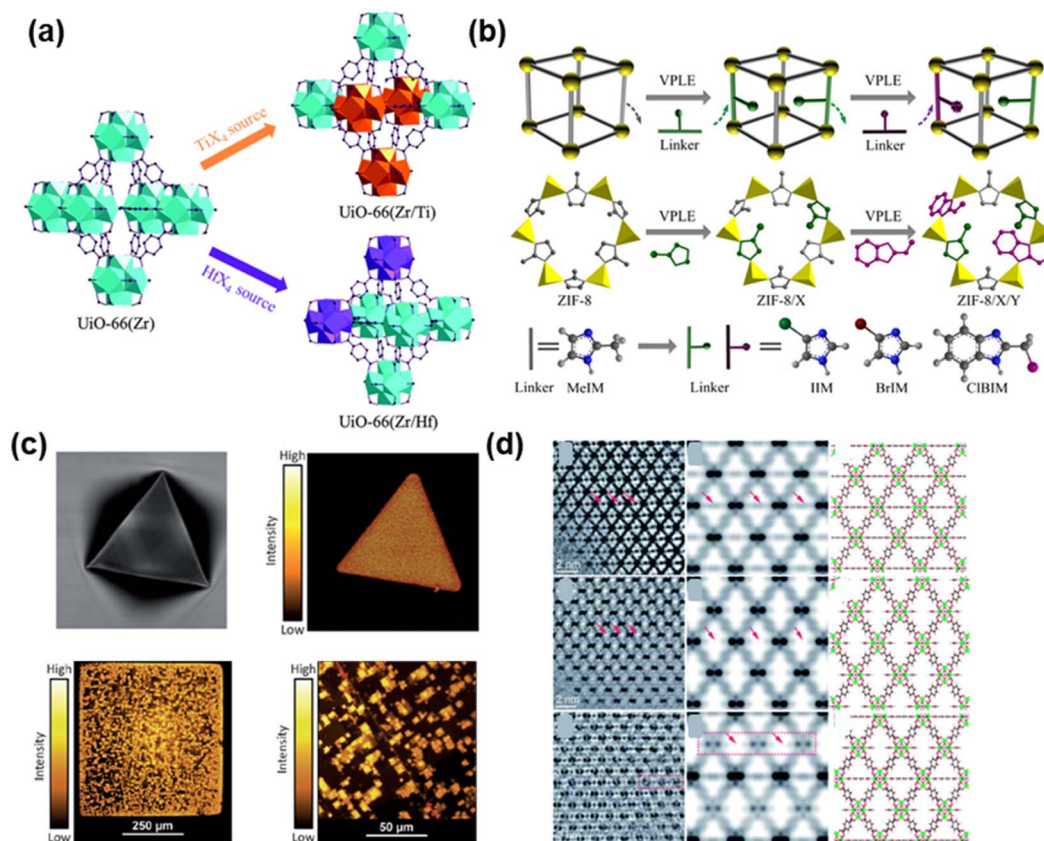 (a)
TiX4 source
UiO-66(Zr/Ti)
UiO-66(Zr)
HfX4 source
UiO-66(Zr/Hf)
(b)
VPLE
VPLE
Linker
Linker
VPLE
VPLE
ZIF-8
ZIF-8/X
ZIF-8/X/Y
Linker
MeIM
Linker
IIM
BrIM
ClBIM
(c)
High
Intensity
Low
High
Intensity
Low
250 µm
High
Intensity
Low
50 µm
(d)
2 nm
2 nm